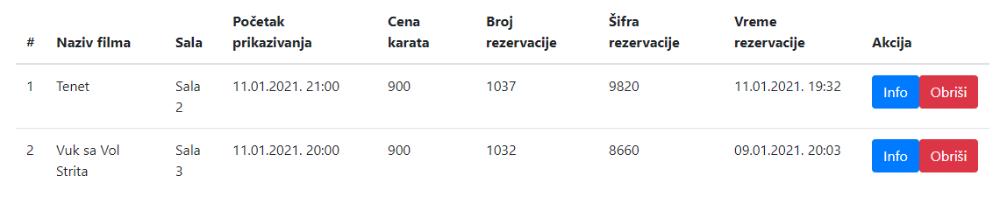 # Naziv filma Sala Početak prikazivanja Cena karata Broj rezervacije Šifra rezervacije Vreme rezervacije Akcija
1 Tenet Sala 2 11.01.2021. 21:00 900 1037 9820 11.01.2021. 19:32 Info Obriši
2 Vuk sa Vol Strita Sala 3 11.01.2021. 20:00 900 1032 8660 09.01.2021. 20:03 Info Obriši